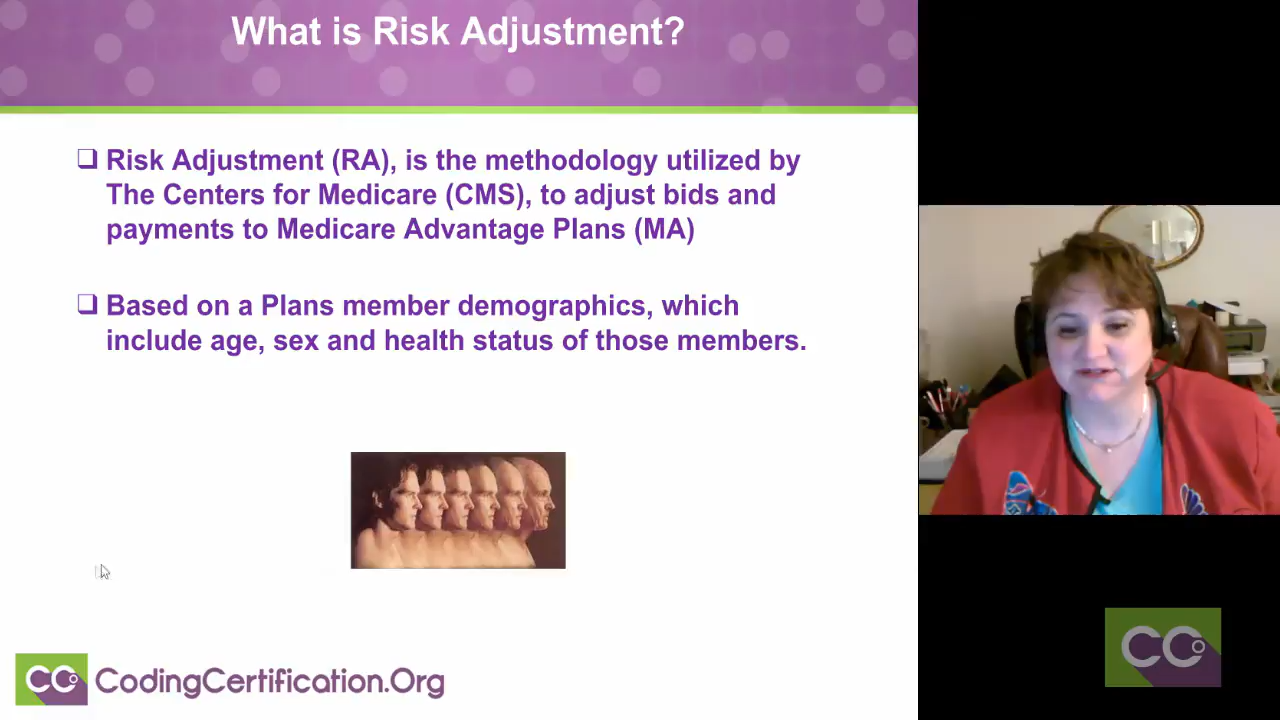 What is Risk Adjustment?
Risk Adjustment (RA), is the methodology utilized by
The Centers for Medicare (CMS), to adjust bids and
payments to Medicare Advantage Plans (MA)
Based on a Plans member demographics, which
include age, sex and health status of those members.
CCO CodingCertification.Org
CCO